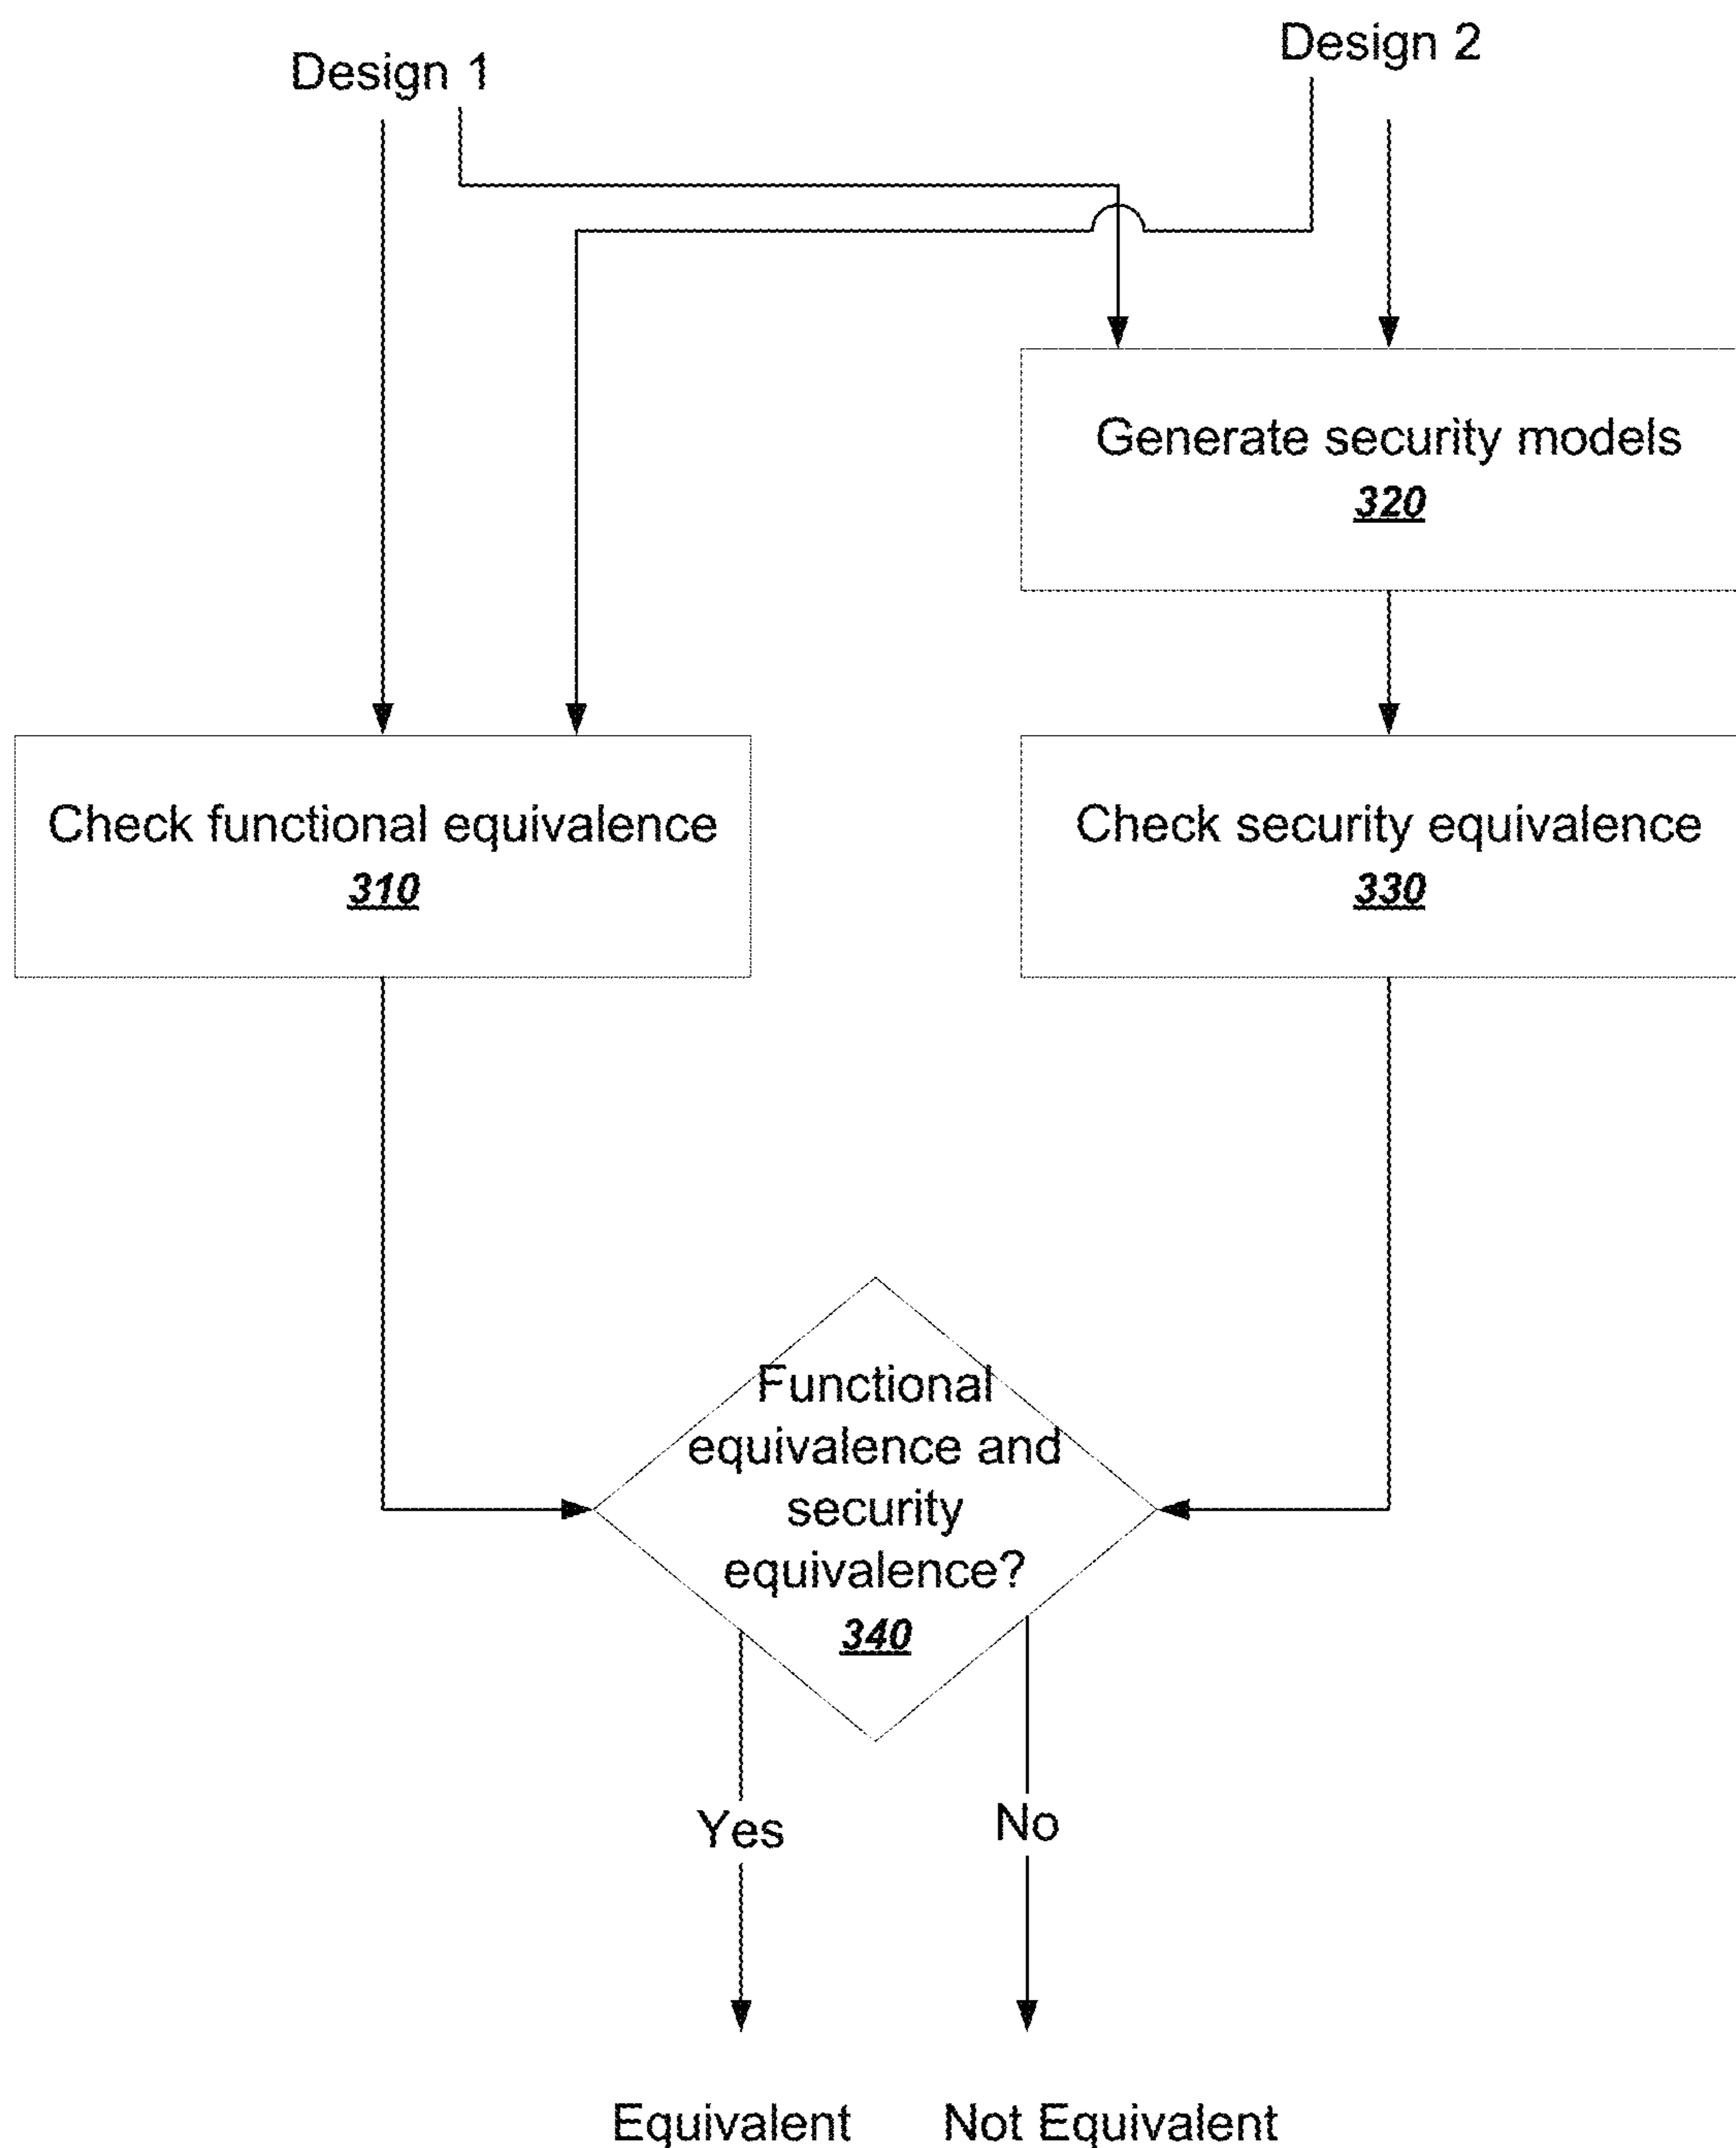 Design 1
Design 2
Generate security models
320
Check functional equivalence
310
Check security equivalence
330
Functional
equivalence and
security
equivalence?
340
Yes
No
Equivalent
Not Equivalent